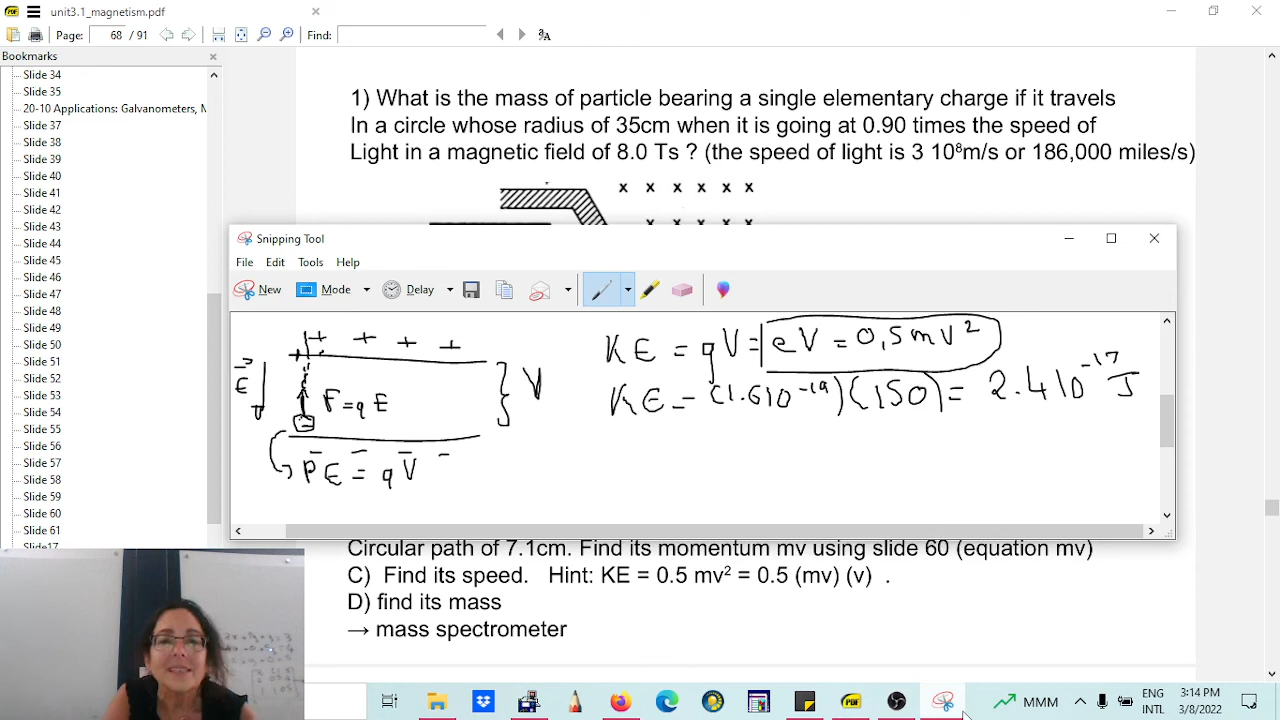 unit3.1_magnetism.pdf
Page: 68 / 91 Find:
Bookmarks
Slide 34
Slide 35
20-10 Applications: Galvanometers, M
Slide 37
Slide 38
Slide 39
Slide 40
Slide 41
Slide 42
Slide 43
Slide 44
Slide 45
Slide 46
Slide 47
Slide 48
Slide 49
Slide 50
Slide 51
Slide 52
Slide 53
Slide 54
Slide 55
Slide 56
Slide 57
Slide 58
Slide 59
Slide 60
Slide 61
Slide17
1) What is the mass of particle bearing a single elementary charge if it travels
In a circle whose radius of 35cm when it is going at 0.90 times the speed of
Light in a magnetic field of 8.0 Ts ? (the speed of light is 3 10⁸m/s or 186,000 miles/s)
x x x x x x
x x x x x
Snipping Tool
File Edit Tools Help
New Mode Delay
+ + + +
E
F=qE
V
PE = qV
KE = qV = eV = 0,5mv²
KE = (1.6 10⁻¹⁹)(150) = 2.4 10⁻¹⁷ J
Circular path of 7.1cm. Find its momentum mv using slide 60 (equation mv)
C) Find its speed. Hint: KE = 0.5 mv² = 0.5 (mv) (v) .
D) find its mass
→ mass spectrometer
MMM
ENG
INTL
3:14 PM
3/8/2022